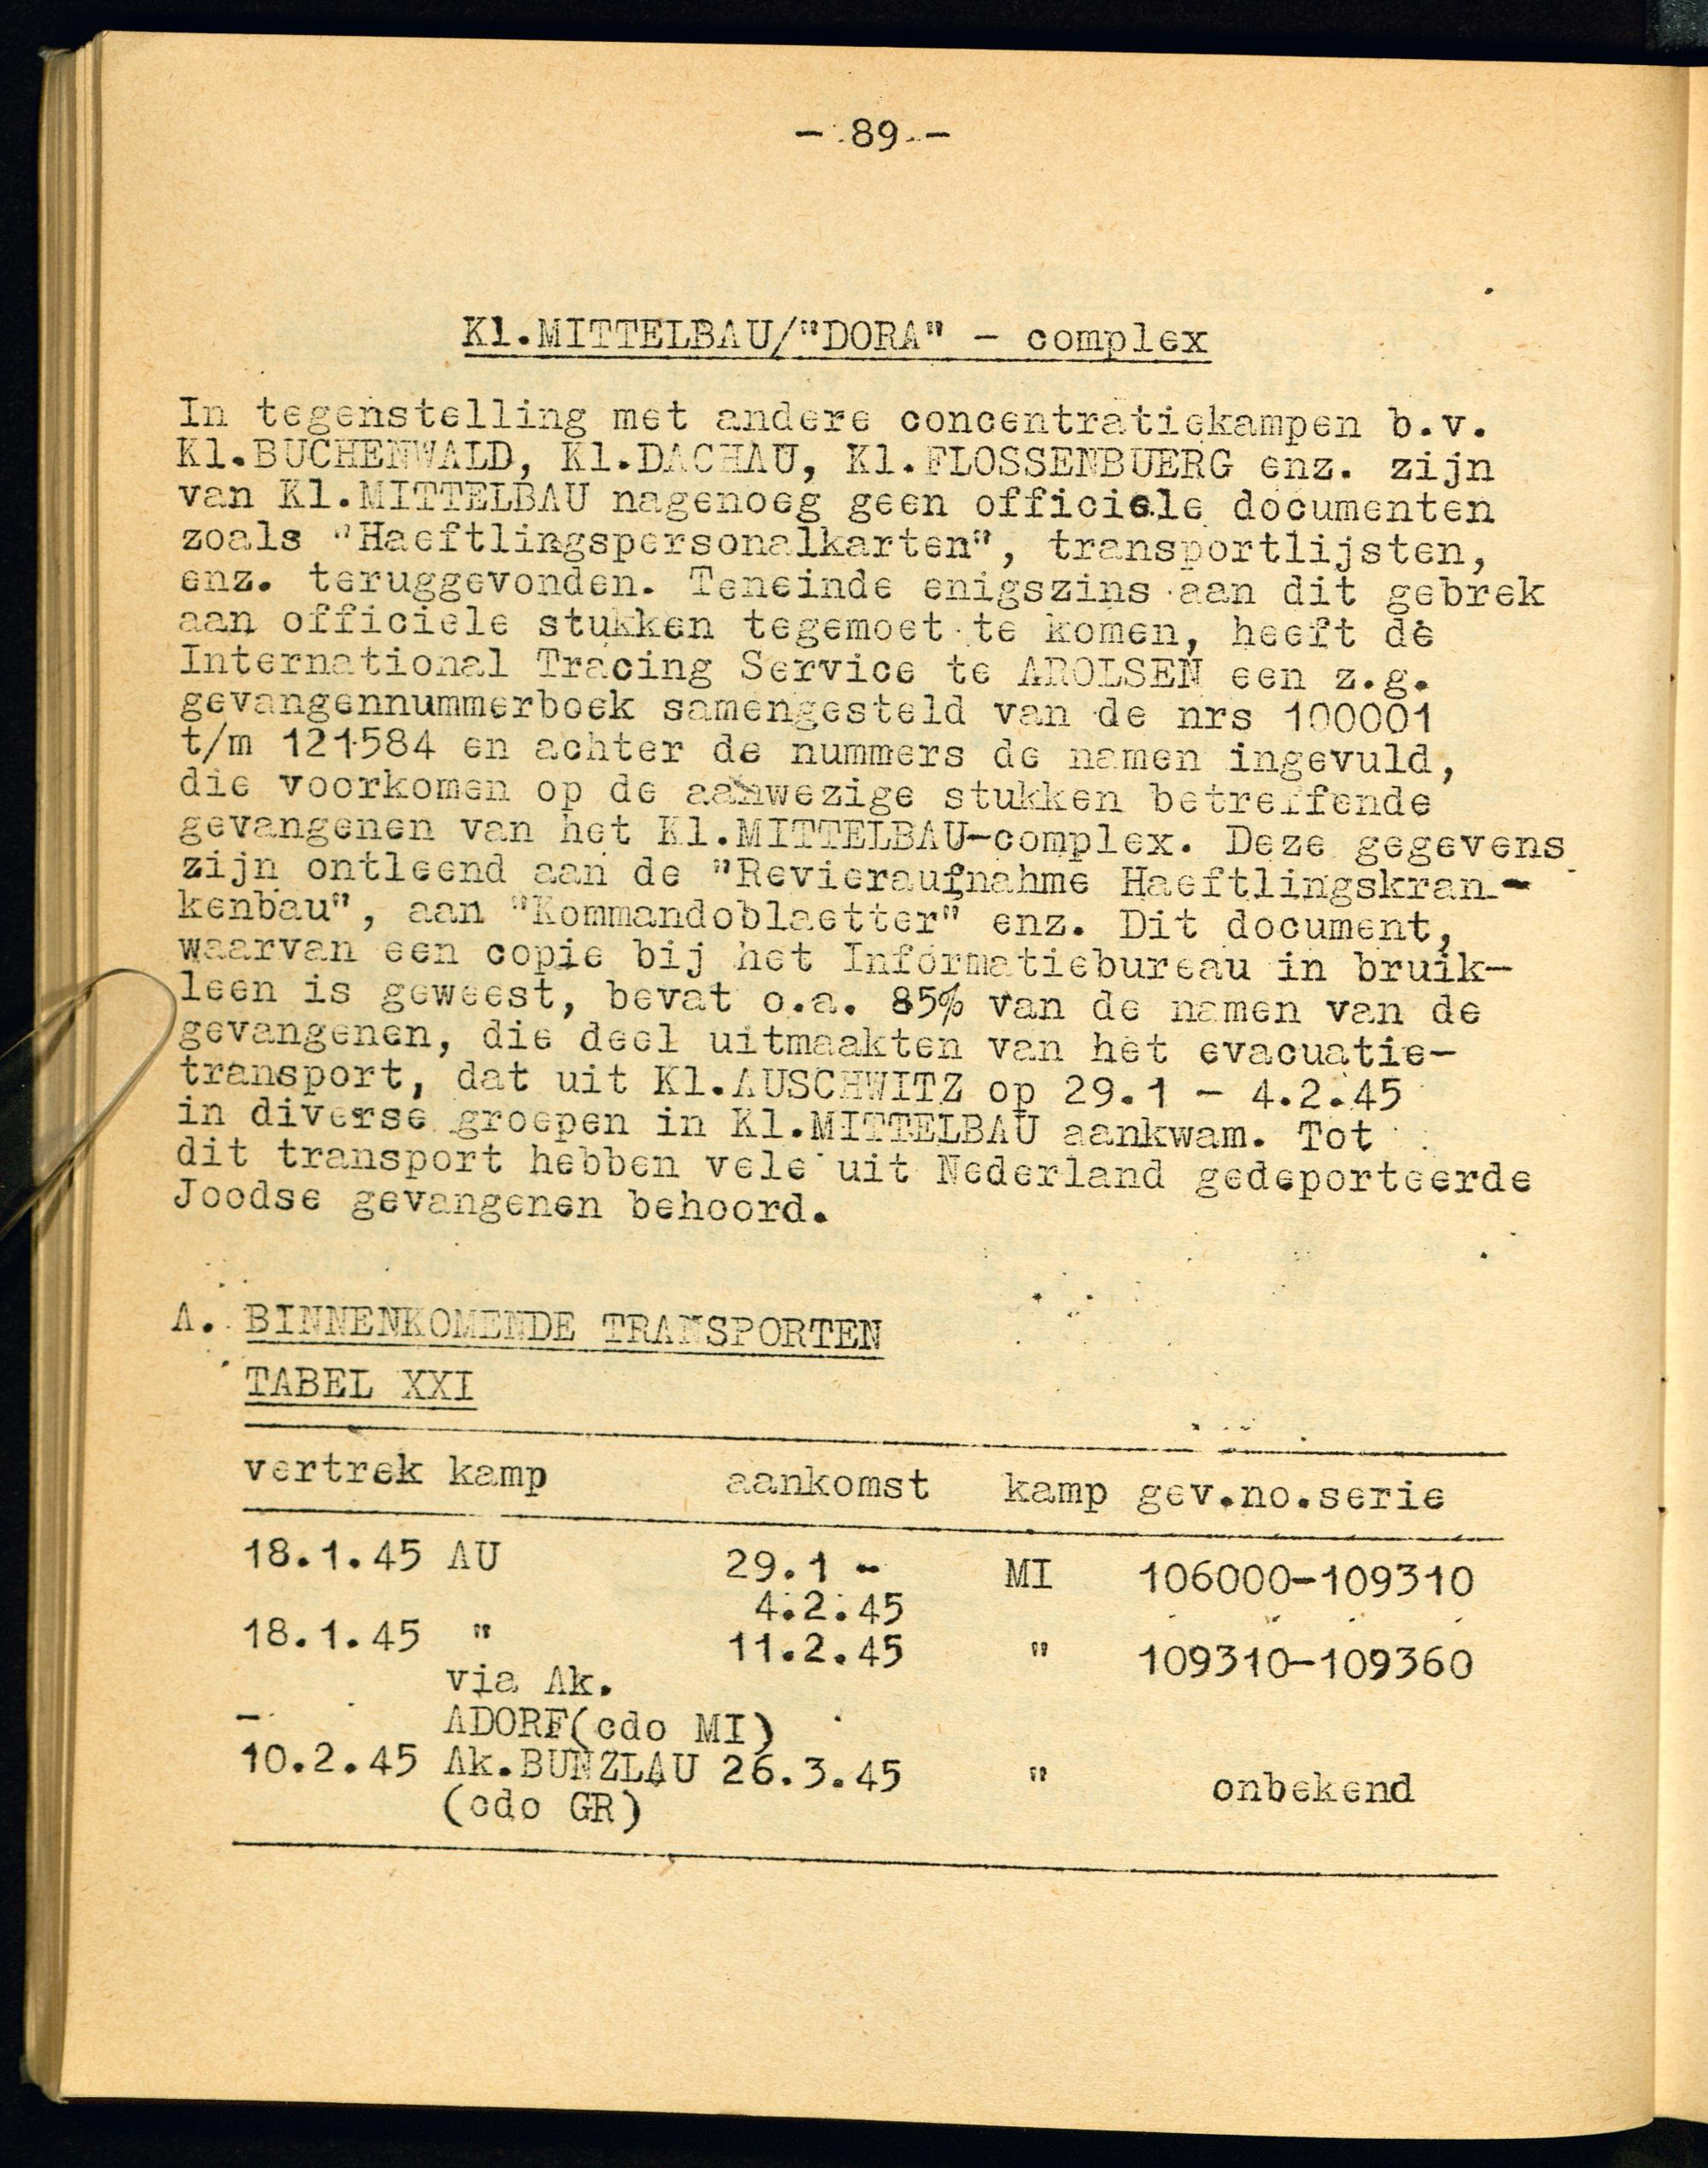 - 89 -
Kl.MITTELBAU/"DORA" - complex
In tegenstelling met andere concentratiekampen b.v.
Kl.BUCHENWALD, Kl.DACHAU, Kl.FLOSSENBUERG enz. zijn
van Kl.MITTELBAU nagenoeg geen officiele documenten
zoals "Haeftlingspersonalkarten", transportlijsten,
enz. teruggevonden. Teneinde enigszins aan dit gebrek
aan officiele stukken tegemoet te komen, heeft de
International Tracing Service te AROLSEN een z.g.
gevangennummerboek samengesteld van de nrs 100001
t/m 121584 en achter de nummers de namen ingevuld,
die voorkomen op de aanwezige stukken betreffende
gevangenen van het Kl.MITTELBAU-complex. Deze gegevens
zijn ontleend aan de "Revieraufnahme Haeftlingskran-
kenbau", aan "Kommandoblaetter" enz. Dit document,
waarvan een copie bij het Informatiebureau in bruik-
leen is geweest, bevat o.a. 85% van de namen van de
gevangenen, die deel uitmaakten van het evacuatie-
transport, dat uit Kl.AUSCHWITZ op 29.1 - 4.2.45
in diverse groepen in Kl.MITTELBAU aankwam. Tot
dit transport hebben vele uit Nederland gedeporteerde
Joodse gevangenen behoord.
A. BINNENKOMENDE TRANSPORTEN
TABEL XXI
vertrek kamp aankomst kamp gev.no.serie
18.1.45 AU 29.1 - MI 106000-109310
4.2.45
18.1.45 " 11.2.45 " 109310-109360
via Ak.
- ADORF(cdo MI)
10.2.45 Ak.BUNZLAU 26.3.45 " onbekend
(cdo GR)